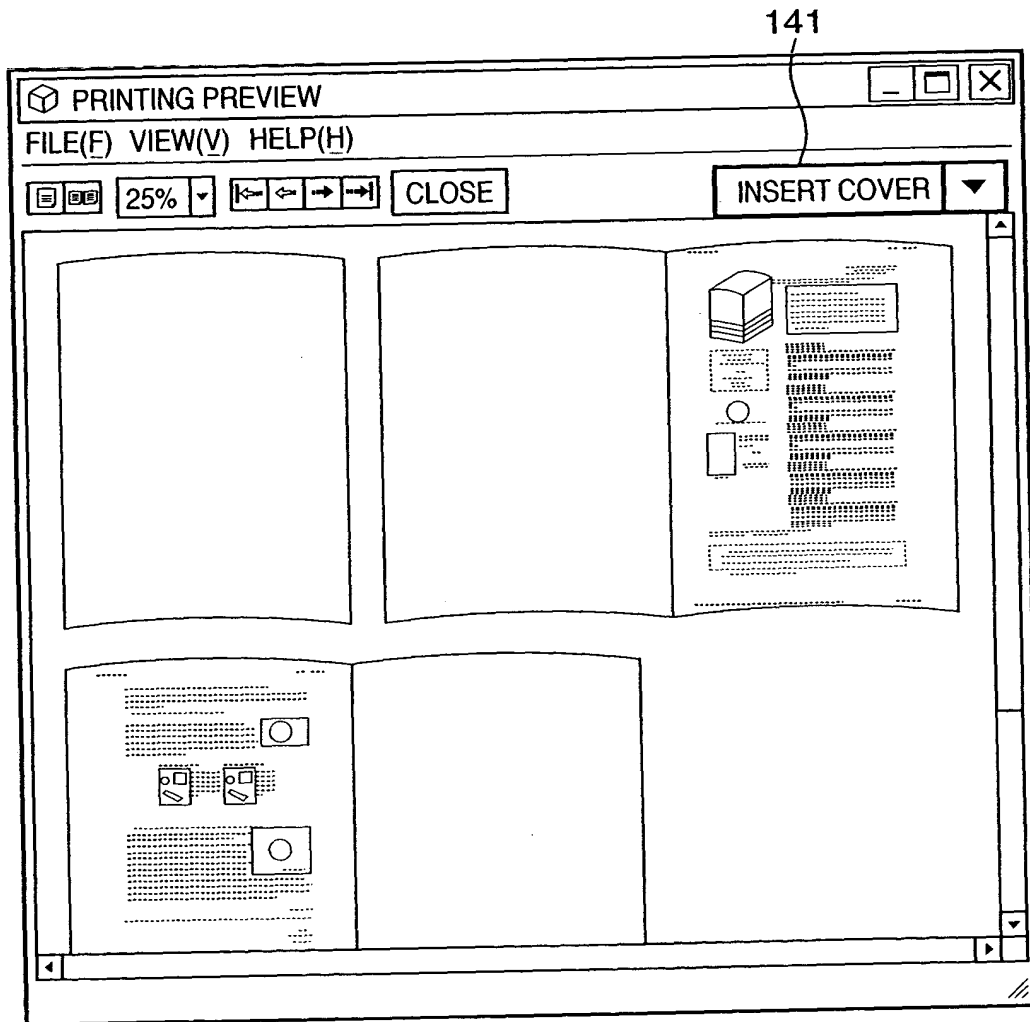 141
PRINTING PREVIEW
FILE(F) VIEW(V) HELP(H)
25% CLOSE INSERT COVER